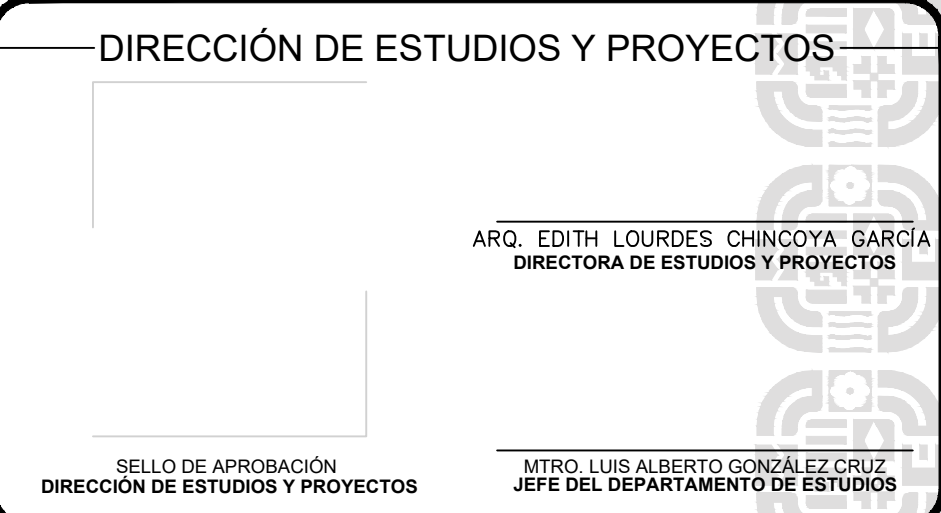 DIRECCIÓN DE ESTUDIOS Y PROYECTOS
ARQ. EDITH LOURDES CHINCOYA GARCÍA
DIRECTORA DE ESTUDIOS Y PROYECTOS
SELLO DE APROBACIÓN
DIRECCIÓN DE ESTUDIOS Y PROYECTOS
MTRO. LUIS ALBERTO GONZÁLEZ CRUZ
JEFE DEL DEPARTAMENTO DE ESTUDIOS